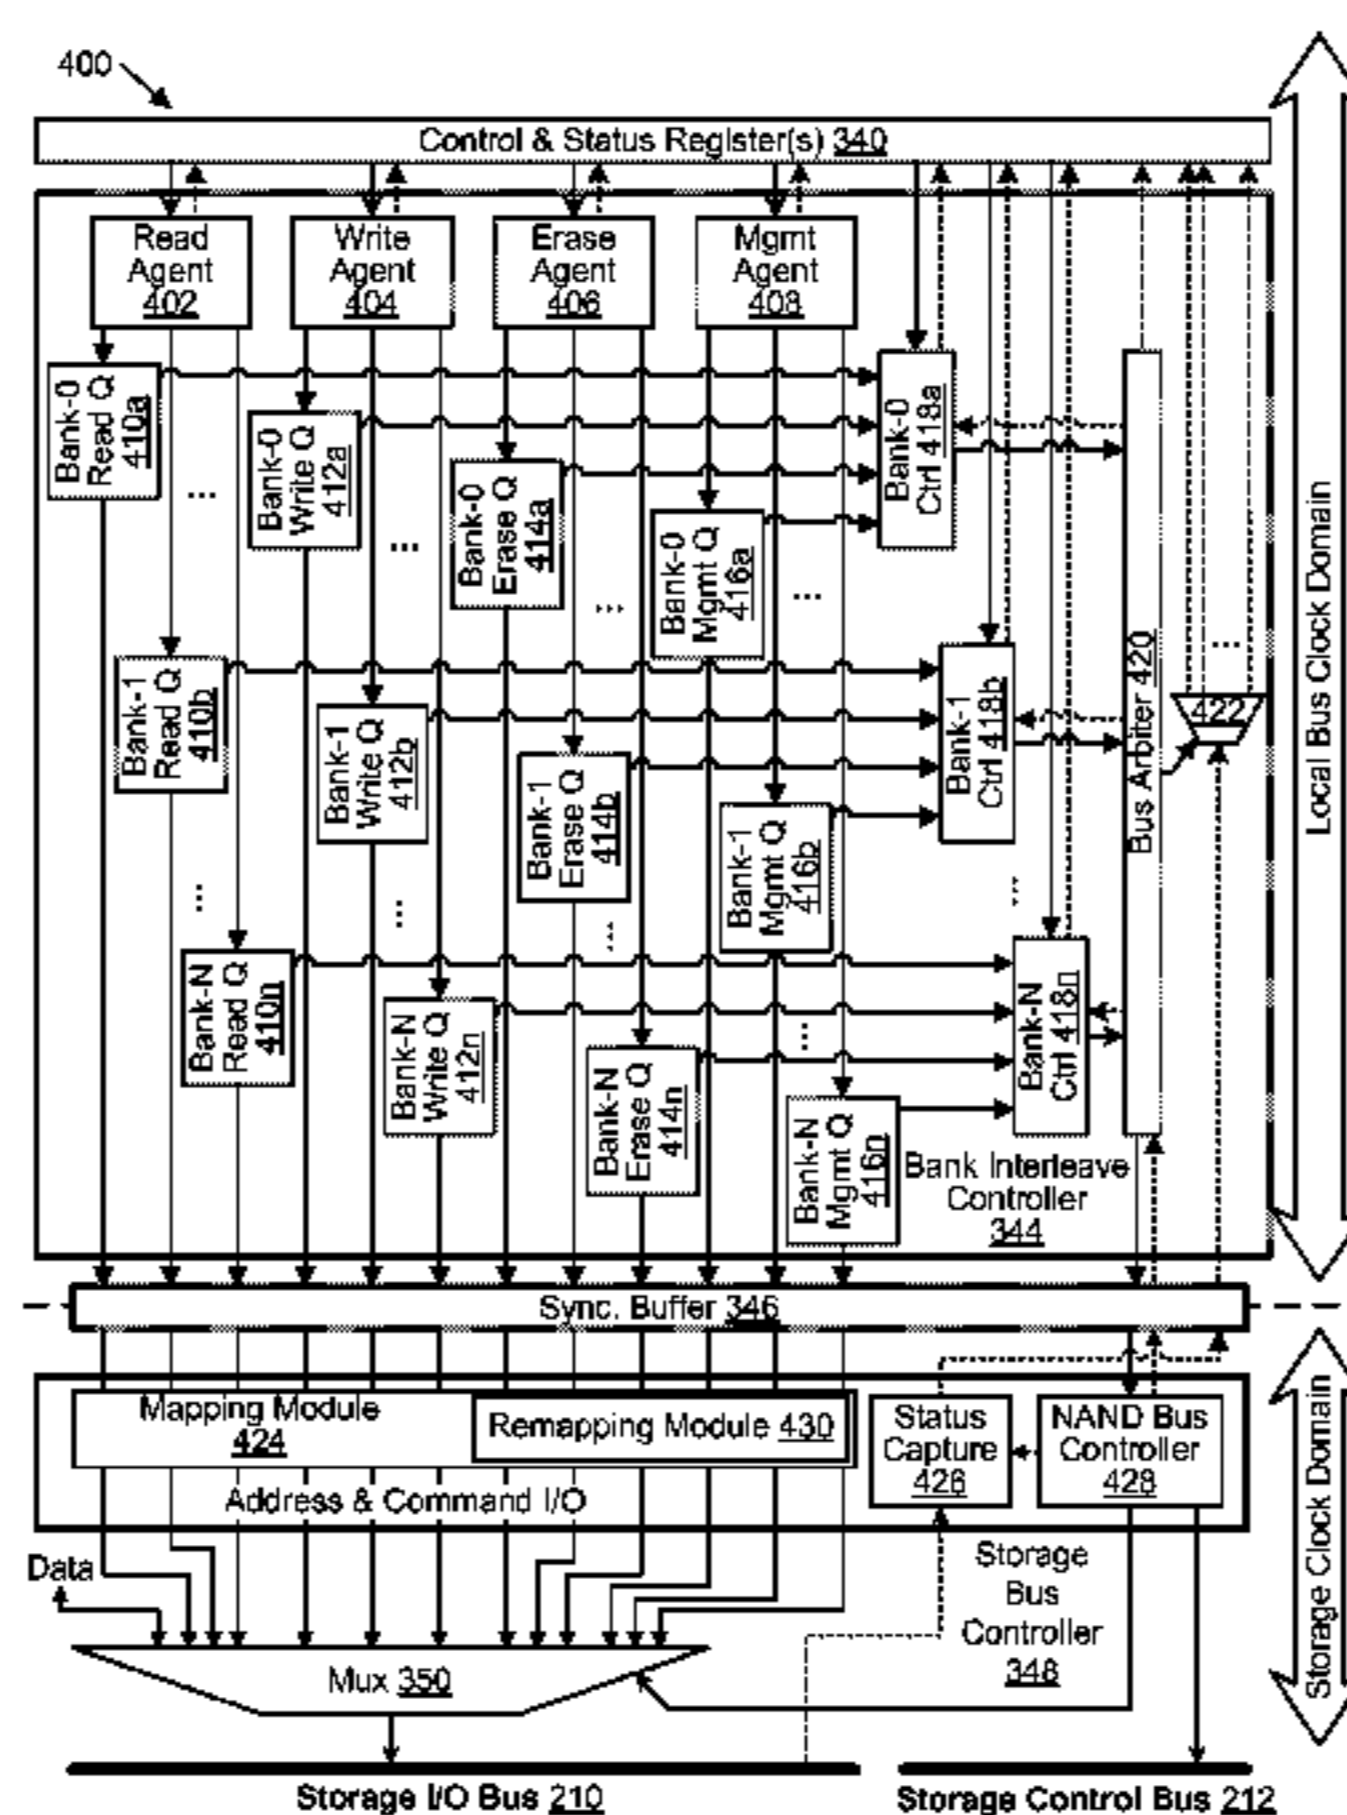 400
Control & Status Register(s) 340
Read
Agent
402
Write
Agent
404
Erase
Agent
406
Mgmt
Agent
408
Bank-0
Read Q
410a
Bank-0
Write Q
412a
Bank-0
Erase Q
414a
Bank-0
Mgmt Q
416a
Bank-0
Ctrl 418a
...
...
...
...
Bank-1
Read Q
410b
Bank-1
Write Q
412b
Bank-1
Erase Q
414b
Bank-1
Mgmt Q
416b
Bank-1
Ctrl 418b
Bus Arbiter 420
...
422
...
...
...
...
...
Bank-N
Read Q
410n
Bank-N
Write Q
412n
Bank-N
Erase Q
414n
Bank-N
Mgmt Q
416n
Bank-N
Ctrl 418n
Bank Interleave
Controller
344
Local Bus Clock Domain
Sync. Buffer 346
Mapping Module
424
Remapping Module 430
Status
Capture
426
NAND Bus
Controller
428
Address & Command I/O
Data
Storage
Bus
Controller
348
Storage Clock Domain
Mux 350
Storage I/O Bus 210
Storage Control Bus 212